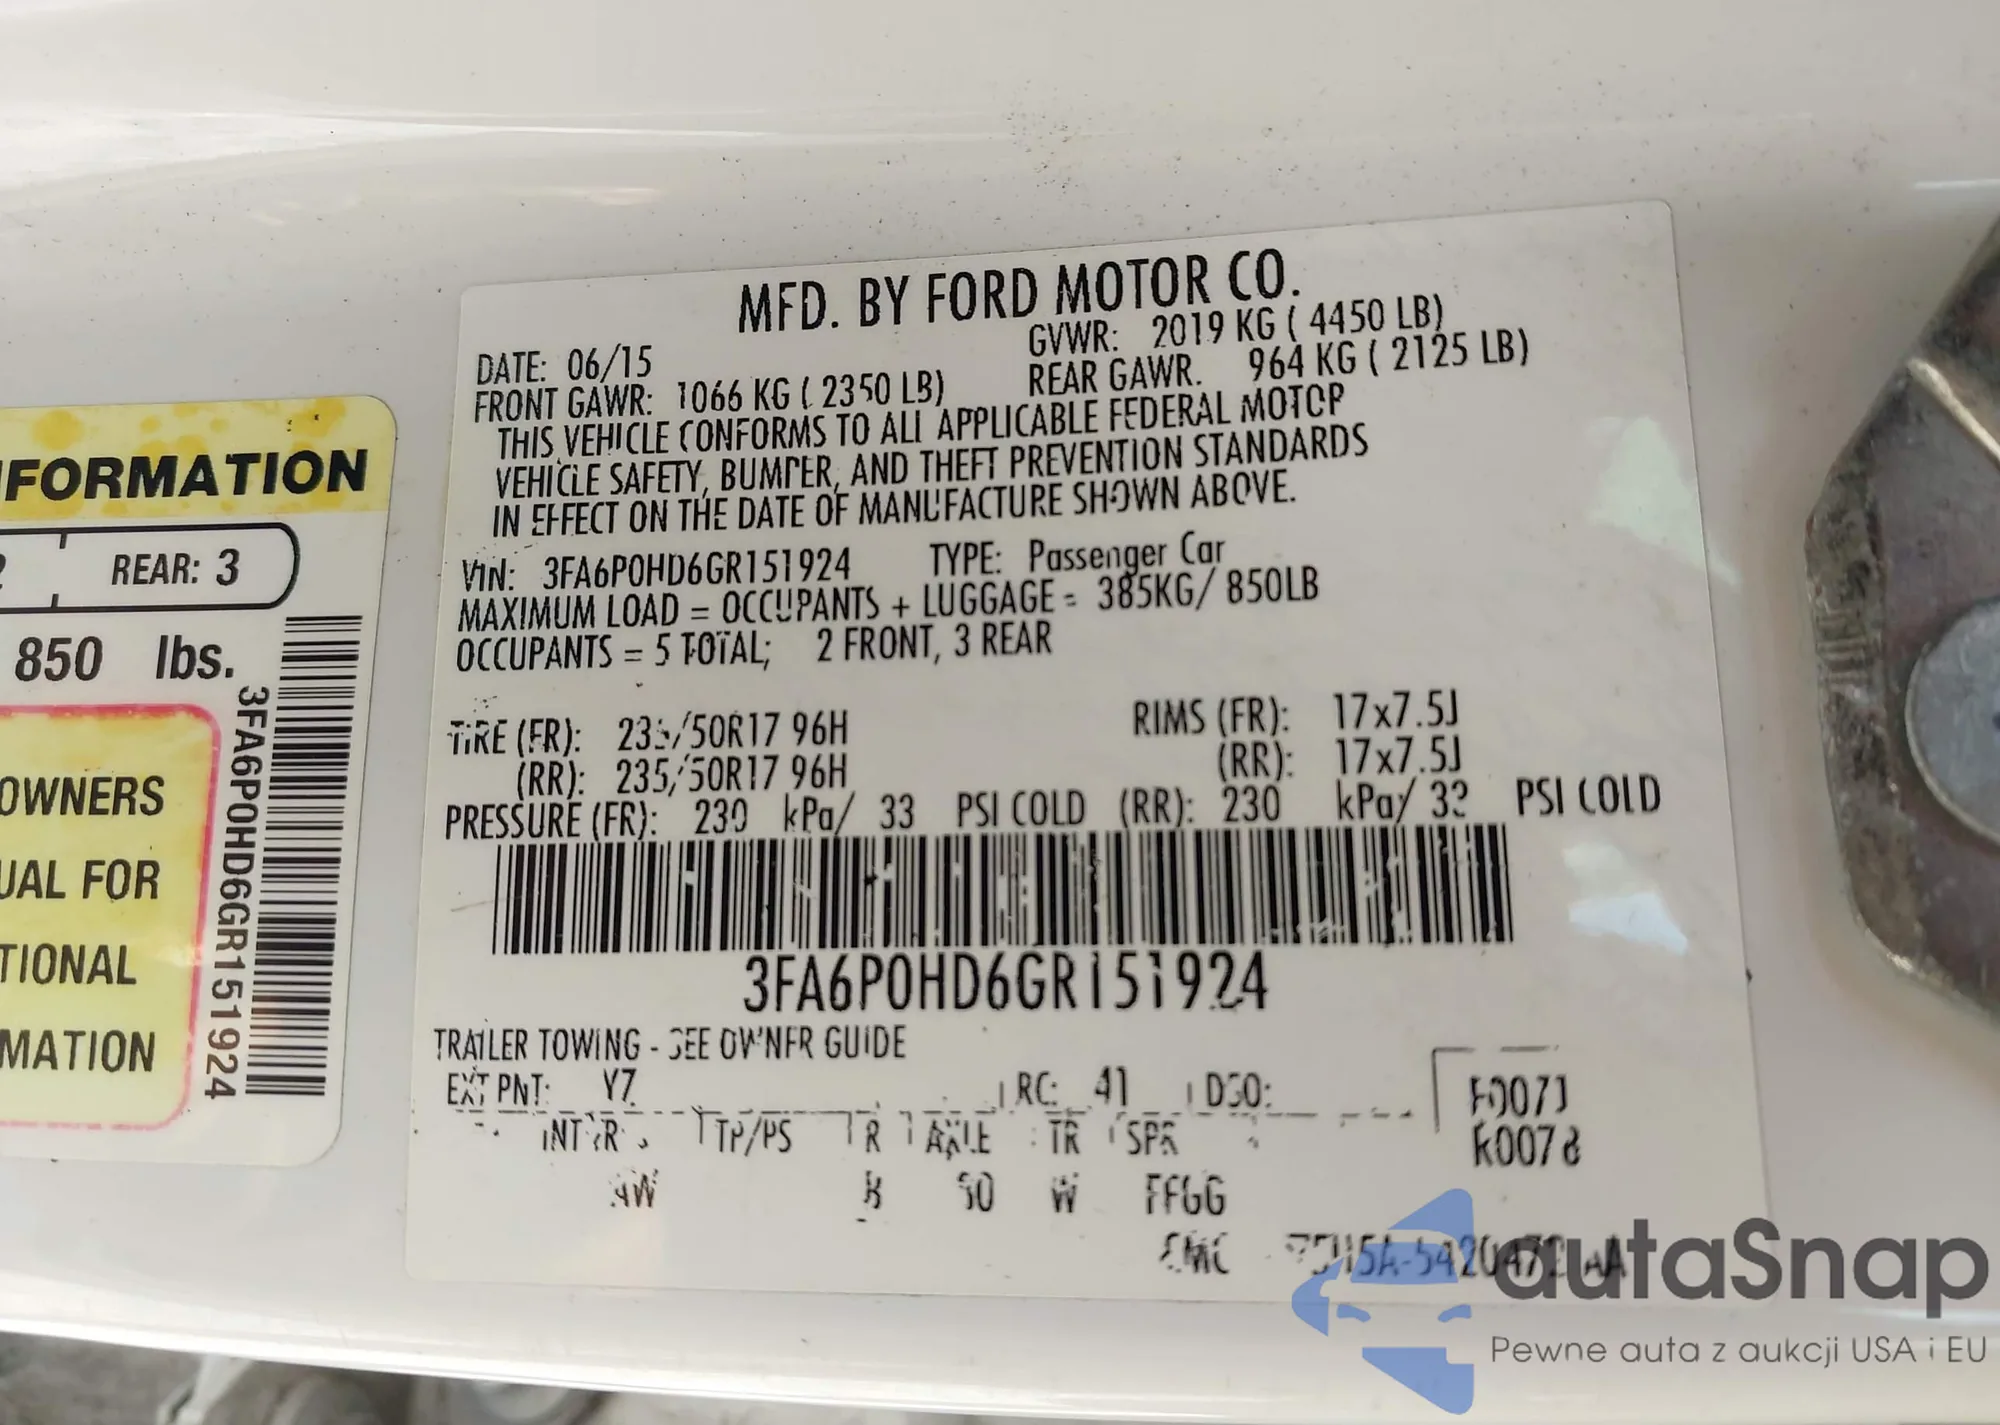 MFD. BY FORD MOTOR CO.
DATE: 06/15
GVWR: 2019 KG ( 4450 LB)
FRONT GAWR: 1066 KG ( 2350 LB)
REAR GAWR. 964 KG ( 2125 LB)
THIS VEHICLE CONFORMS TO ALL APPLICABLE FEDERAL MOTOR
VEHICLE SAFETY, BUMPER, AND THEFT PREVENTION STANDARDS
IN EFFECT ON THE DATE OF MANUFACTURE SHOWN ABOVE.
VIN: 3FA6P0HD6GR151924 TYPE: Passenger Car
MAXIMUM LOAD = OCCUPANTS + LUGGAGE = 385KG/ 850LB
OCCUPANTS = 5 TOTAL; 2 FRONT, 3 REAR
TIRE (FR): 235/50R17 96H RIMS (FR): 17x7.5J
(RR): 235/50R17 96H (RR): 17x7.5J
PRESSURE (FR): 230 kPa/ 33 PSI COLD (RR): 230 kPa/ 33 PSI COLD
3FA6P0HD6GR151924
TRAILER TOWING - SEE OWNER GUIDE
EXT PNT: YZ RC: 41 DSO:
INT TR TP/PS R AXLE TR SPR
W FFGG
NFORMATION
REAR: 3
850 lbs.
3FA6P0HD6GR151924
OWNERS
UAL FOR
TIONAL
MATION
autaSnap
Pewne auta z aukcji USA i EU